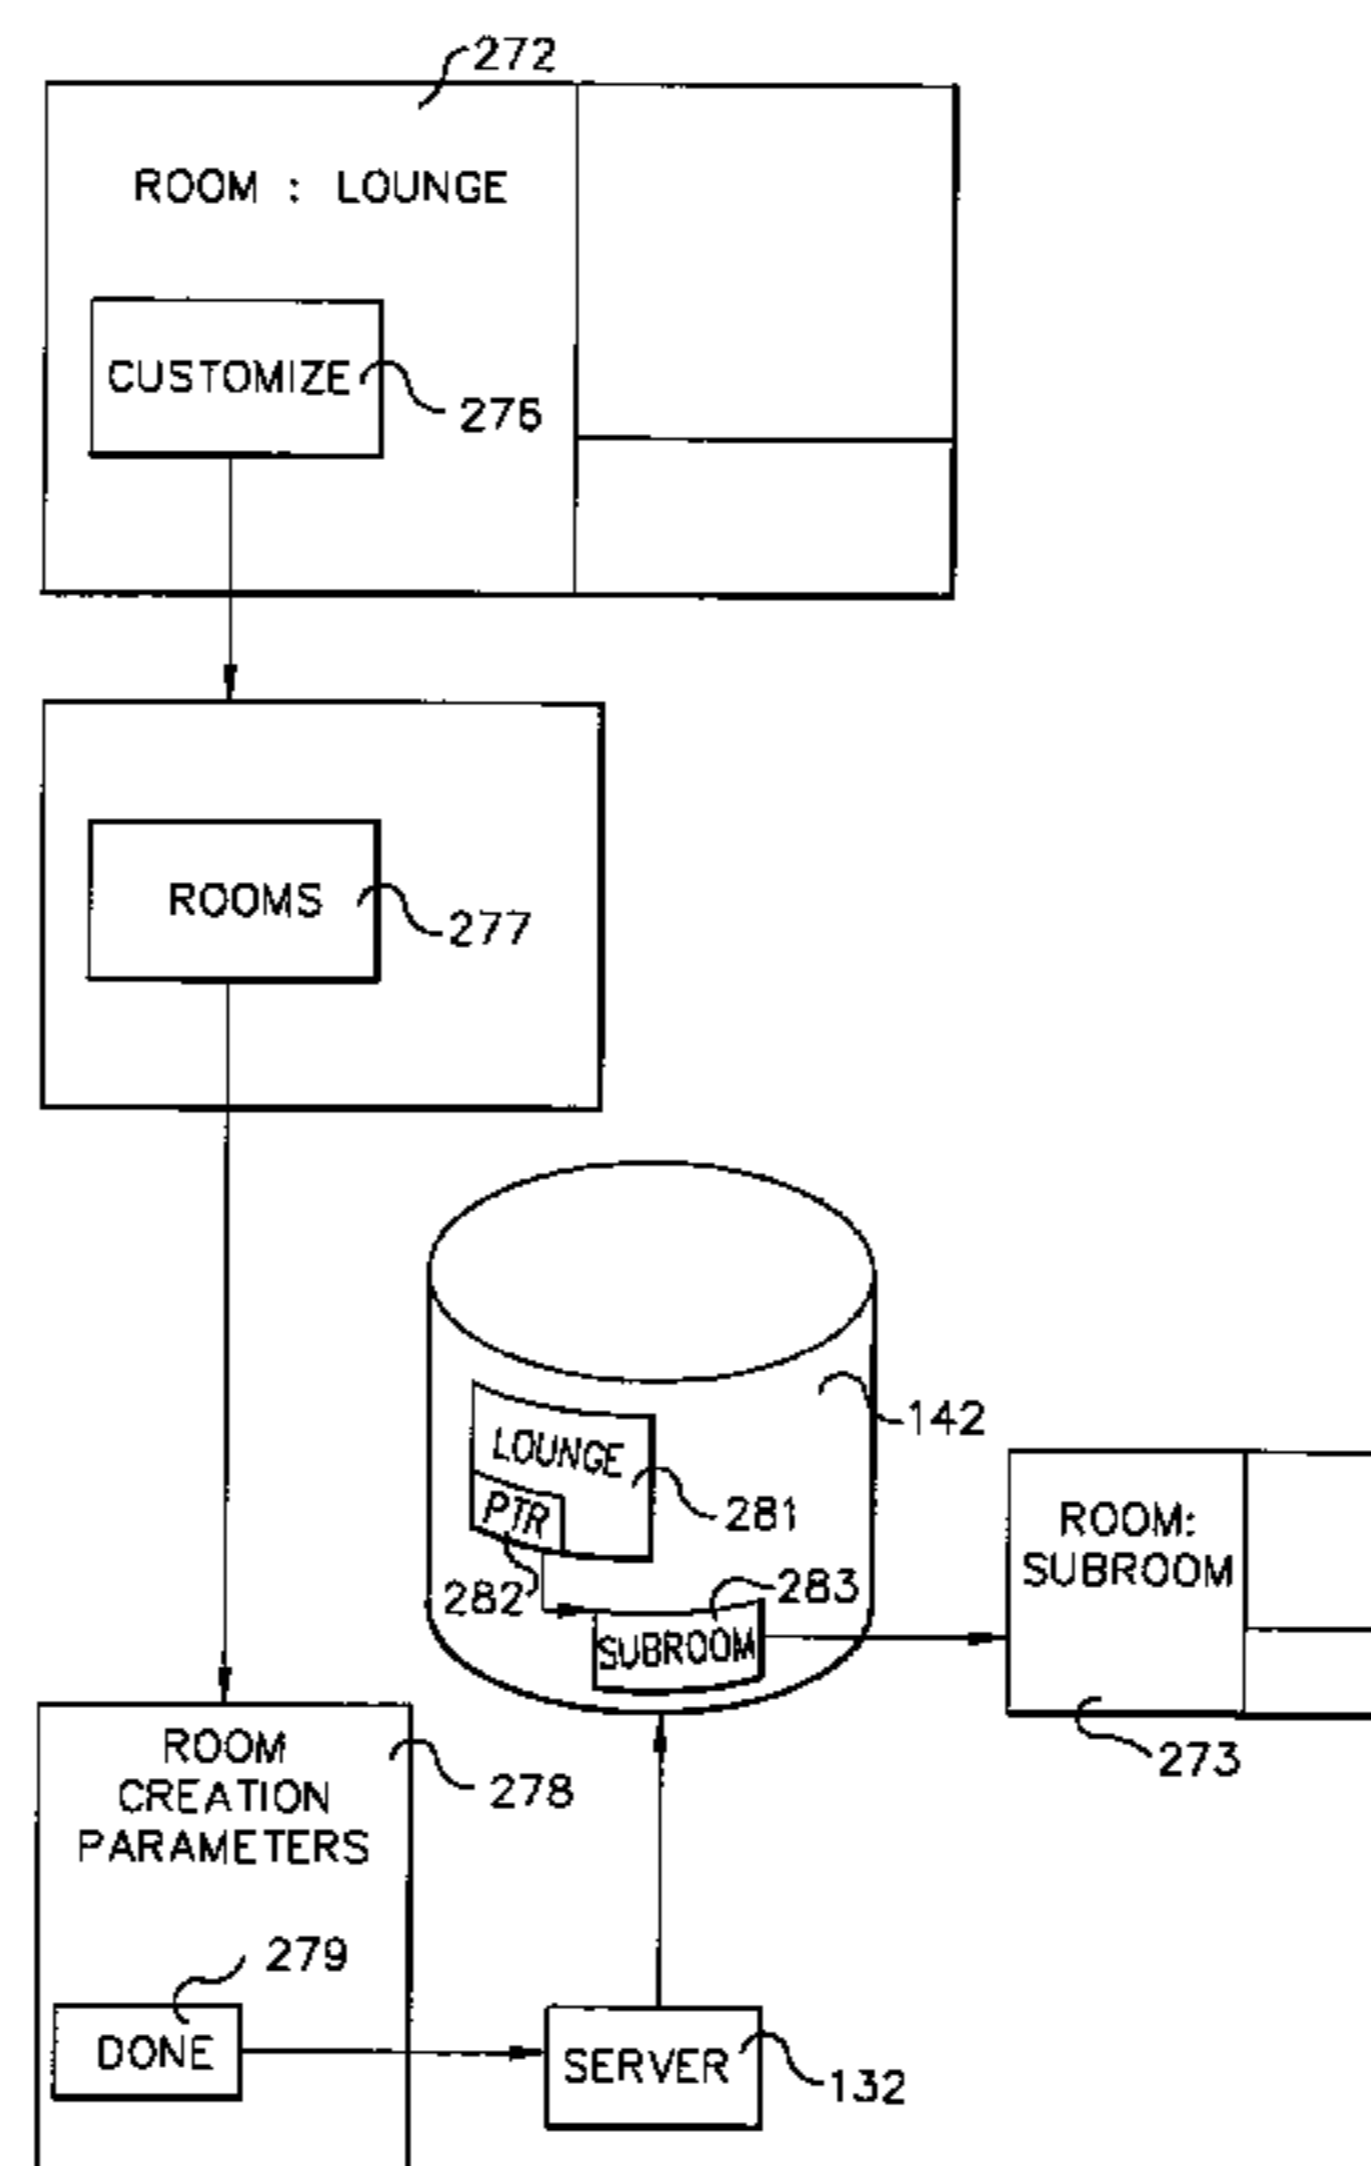 272
ROOM : LOUNGE
CUSTOMIZE
276
ROOMS
277
142
LOUNGE
281
PTR
282
283
SUBROOM
ROOM:
SUBROOM
273
ROOM
CREATION
PARAMETERS
278
279
DONE
SERVER
132